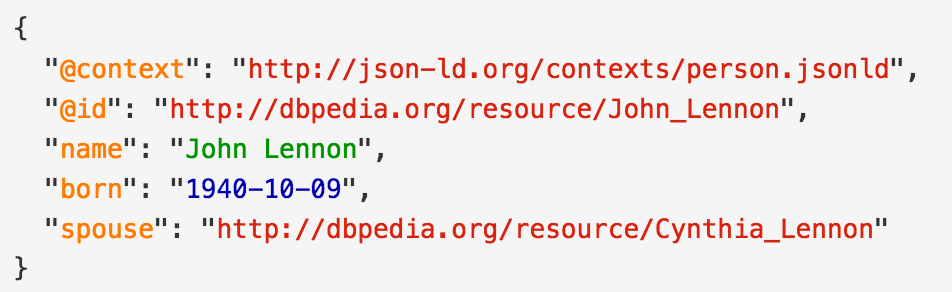 {
  "@context": "http://json-ld.org/contexts/person.jsonld",
  "@id": "http://dbpedia.org/resource/John_Lennon",
  "name": "John Lennon",
  "born": "1940-10-09",
  "spouse": "http://dbpedia.org/resource/Cynthia_Lennon"
}